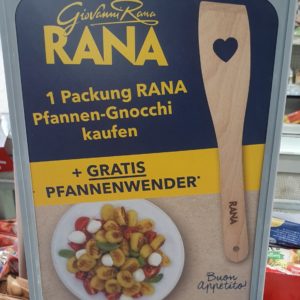 Giovanni Rana
RANA
1 Packung RANA
Pfannen-Gnocchi
kaufen
+ GRATIS
PFANNENWENDER*
RANA
Buon
Appetito!